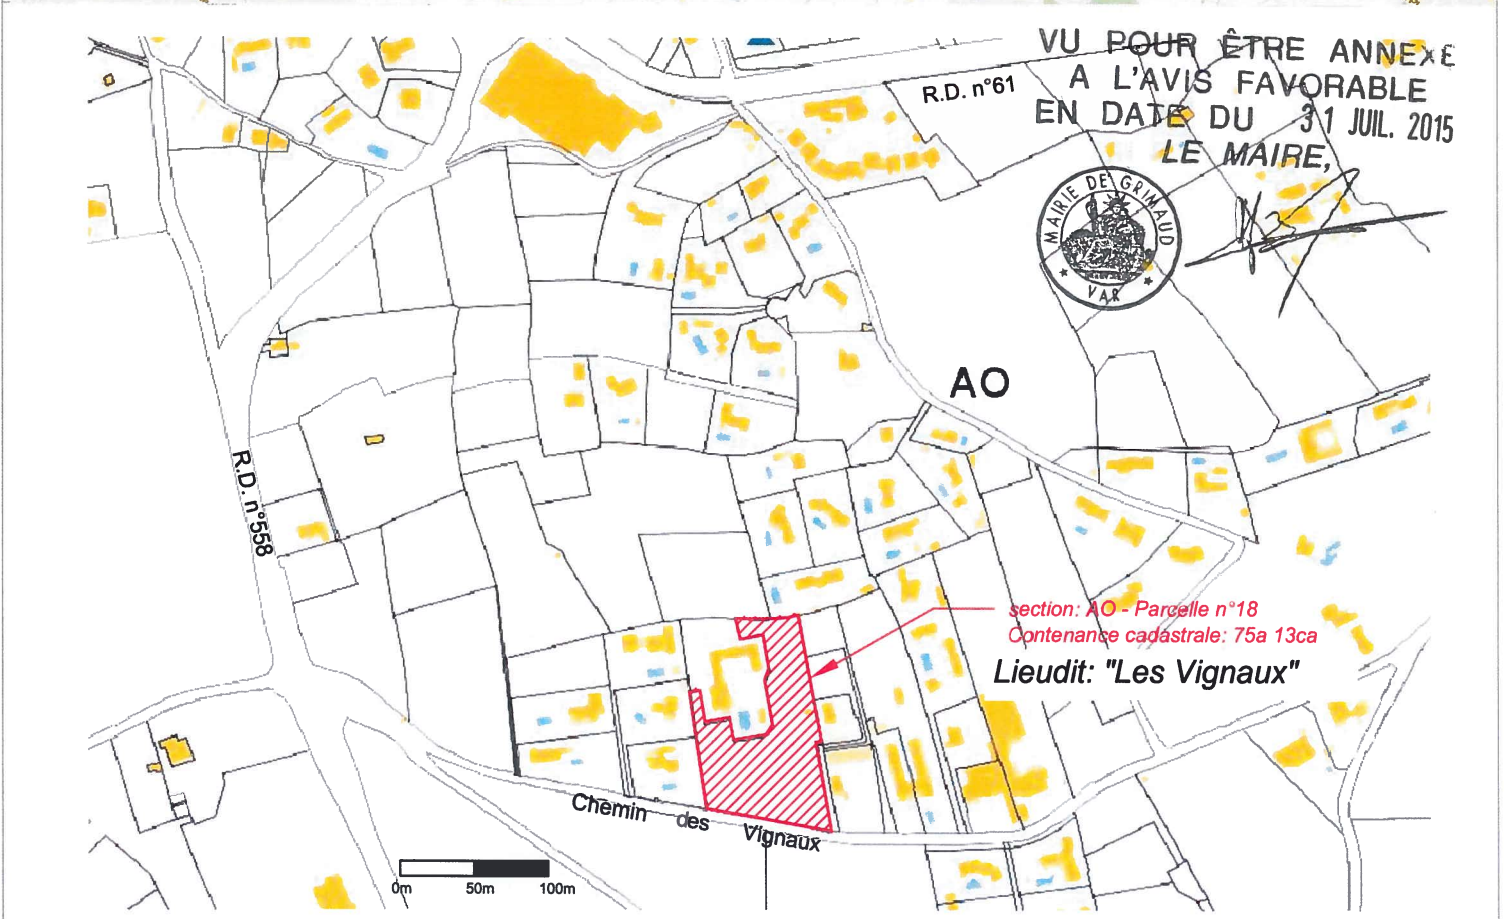 VU POUR ÊTRE ANNEXE
A L'AVIS FAVORABLE
EN DATE DU 31 JUIL. 2015
LE MAIRE,
MAIRIE DE GRIMAUD
VAR
R.D. n°61
AO
R.D. n°558
section: AO - Parcelle n°18
Contenance cadastrale: 75a 13ca
Lieudit: "Les Vignaux"
Chemin des Vignaux
0m 50m 100m